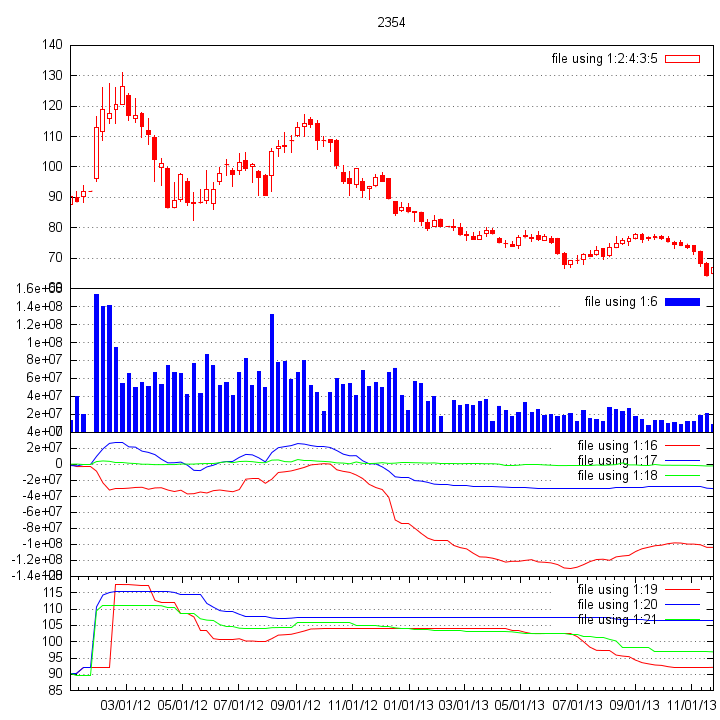 2354
140
file using 1:2:4:3:5
130
120
110
100
90
80
70
60
1.6e+08
file using 1:6
1.4e+08
1.2e+08
1e+08
8e+07
6e+07
4e+07
2e+07
0
4e+07
file using 1:16
2e+07
file using 1:17
0
file using 1:18
-2e+07
-4e+07
-6e+07
-8e+07
-1e+08
-1.2e+08
-1.4e+08
file using 1:19
115
file using 1:20
110
file using 1:21
105
100
95
90
85
03/01/12 05/01/12 07/01/12 09/01/12 11/01/12 01/01/13 03/01/13 05/01/13 07/01/13 09/01/13 11/01/13